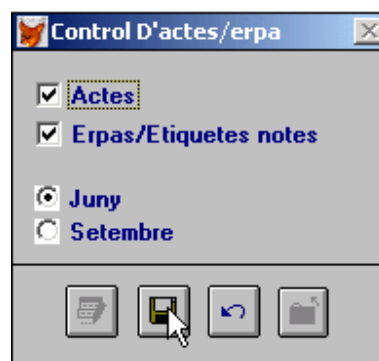 Control D'actes/erpa
Actes
Erpas/Etiquetes notes
Juny
Setembre